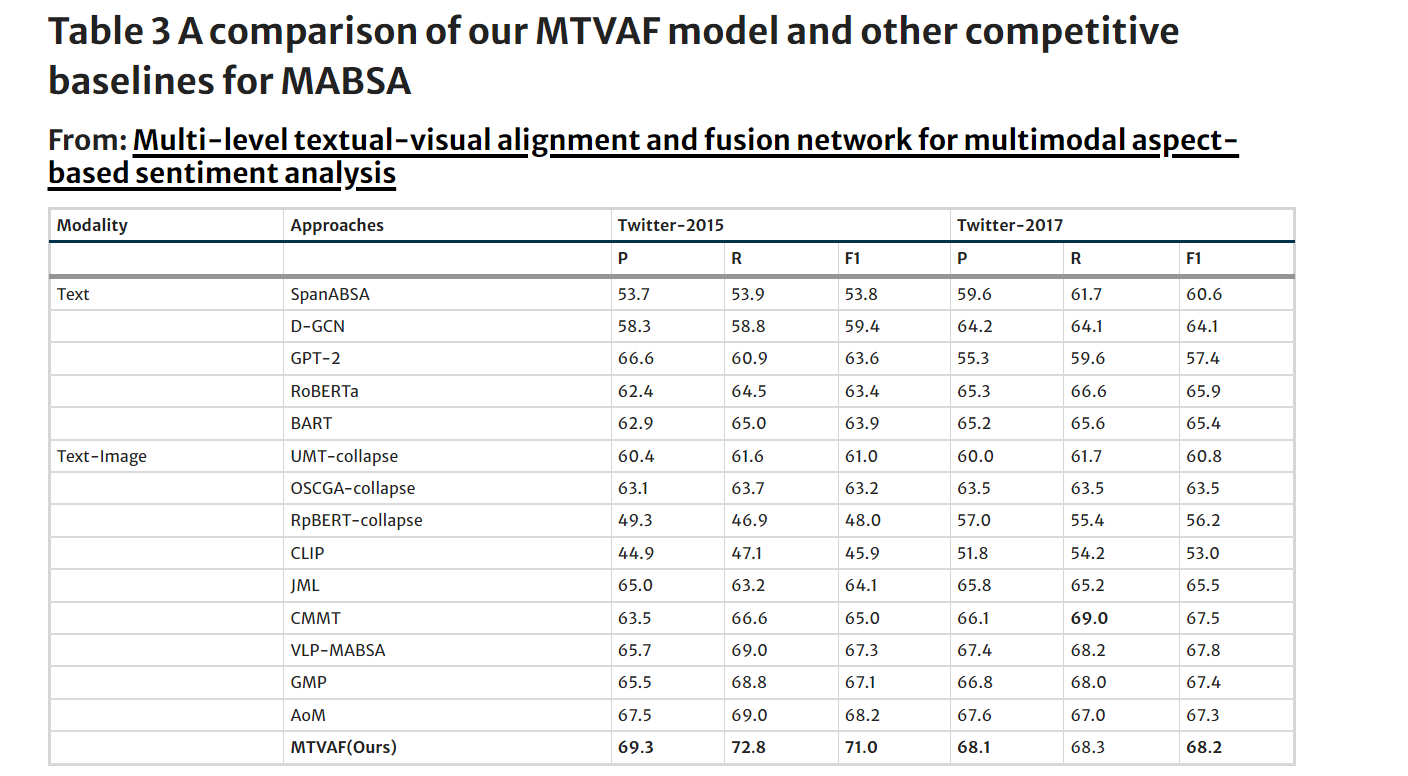 Table 3 A comparison of our MTVAF model and other competitive
baselines for MABSA
From: Multi-level textual-visual alignment and fusion network for multimodal aspect-
based sentiment analysis
Modality Approaches Twitter-2015 Twitter-2017
P R F1 P R F1
Text SpanABSA 53.7 53.9 53.8 59.6 61.7 60.6
D-GCN 58.3 58.8 59.4 64.2 64.1 64.1
GPT-2 66.6 60.9 63.6 55.3 59.6 57.4
RoBERTa 62.4 64.5 63.4 65.3 66.6 65.9
BART 62.9 65.0 63.9 65.2 65.6 65.4
Text-Image UMT-collapse 60.4 61.6 61.0 60.0 61.7 60.8
OSCGA-collapse 63.1 63.7 63.2 63.5 63.5 63.5
RpBERT-collapse 49.3 46.9 48.0 57.0 55.4 56.2
CLIP 44.9 47.1 45.9 51.8 54.2 53.0
JML 65.0 63.2 64.1 65.8 65.2 65.5
CMMT 63.5 66.6 65.0 66.1 69.0 67.5
VLP-MABSA 65.7 69.0 67.3 67.4 68.2 67.8
GMP 65.5 68.8 67.1 66.8 68.0 67.4
AoM 67.5 69.0 68.2 67.6 67.0 67.3
MTVAF(Ours) 69.3 72.8 71.0 68.1 68.3 68.2